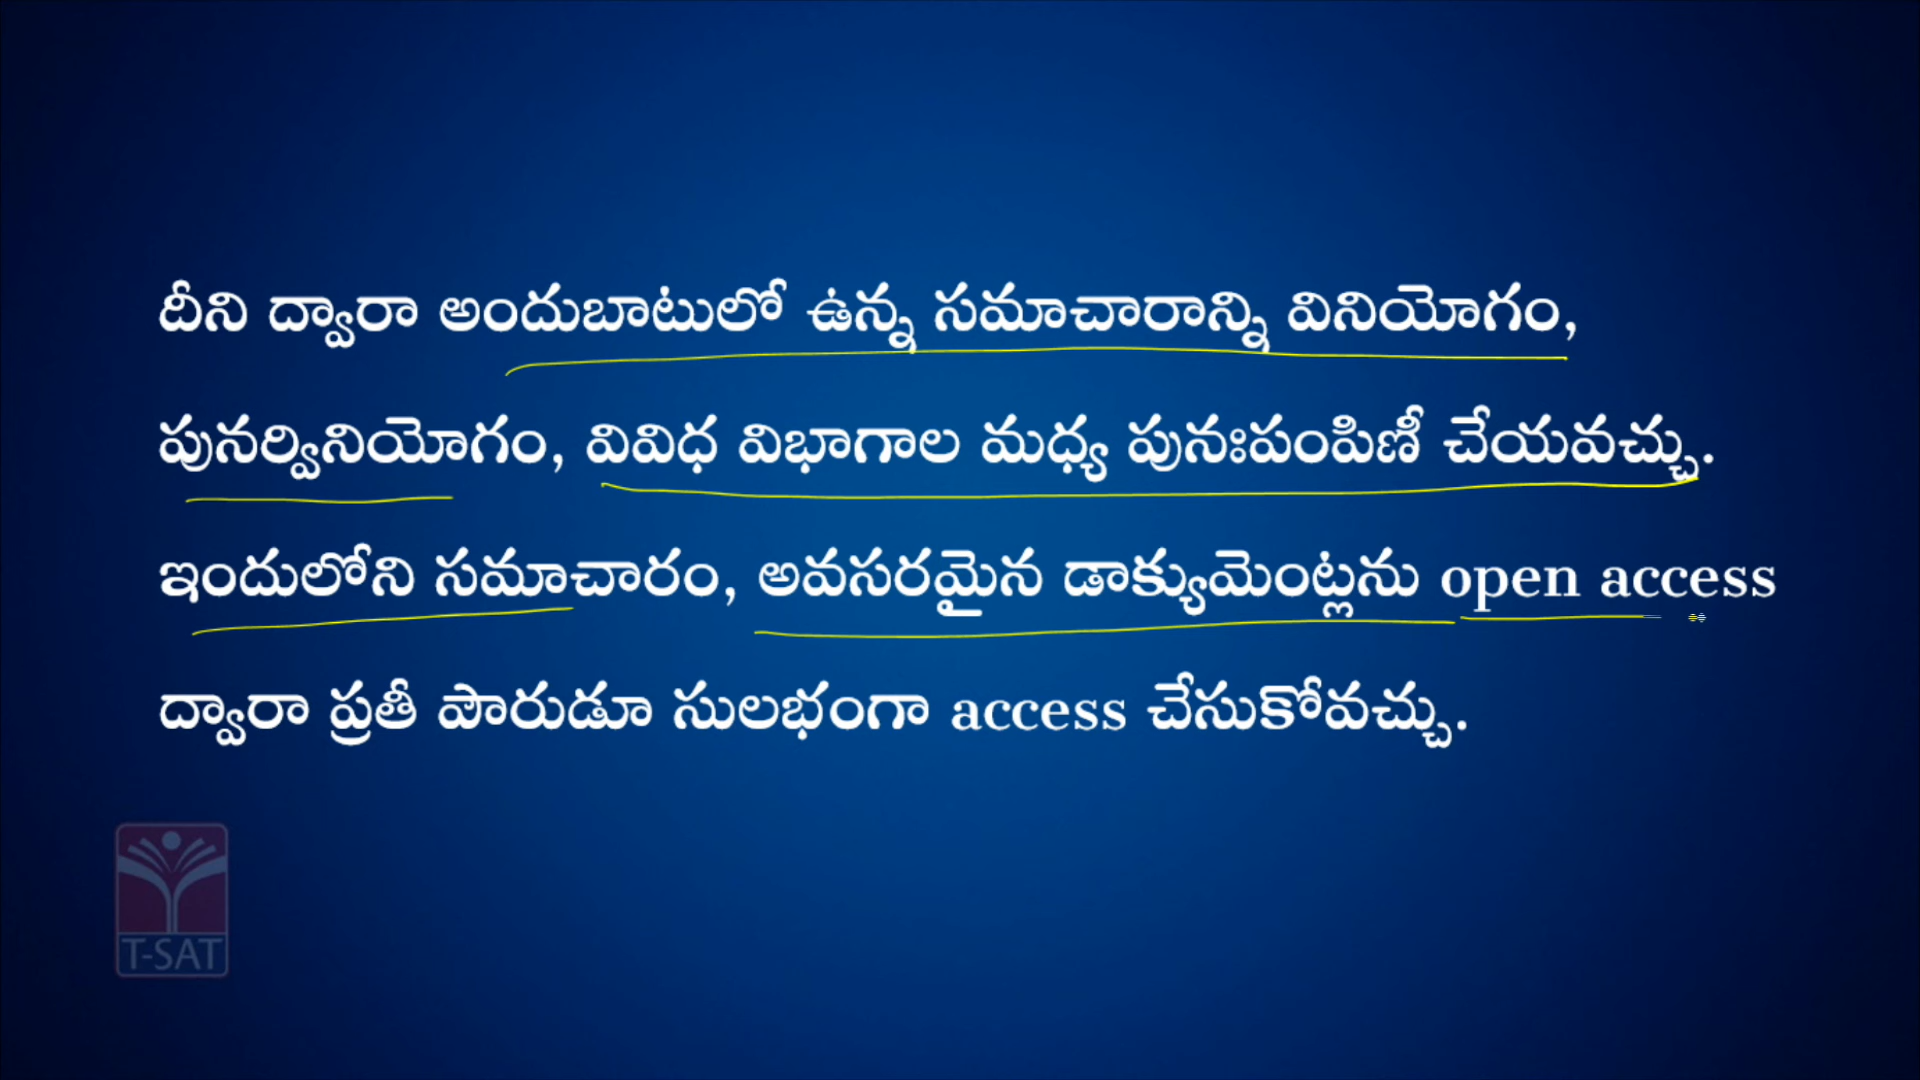 దీని ద్వారా అందుబాటులో ఉన్న సమాచారాన్ని వినియోగం,
పునర్వినియోగం, వివిధ విభాగాల మధ్య పునఃపంపిణీ చేయవచ్చు.
ఇందులోని సమాచారం, అవసరమైన డాక్యుమెంట్లను open access
ద్వారా ప్రతీ పౌరుడూ సులభంగా access చేసుకోవచ్చు.
T-SAT